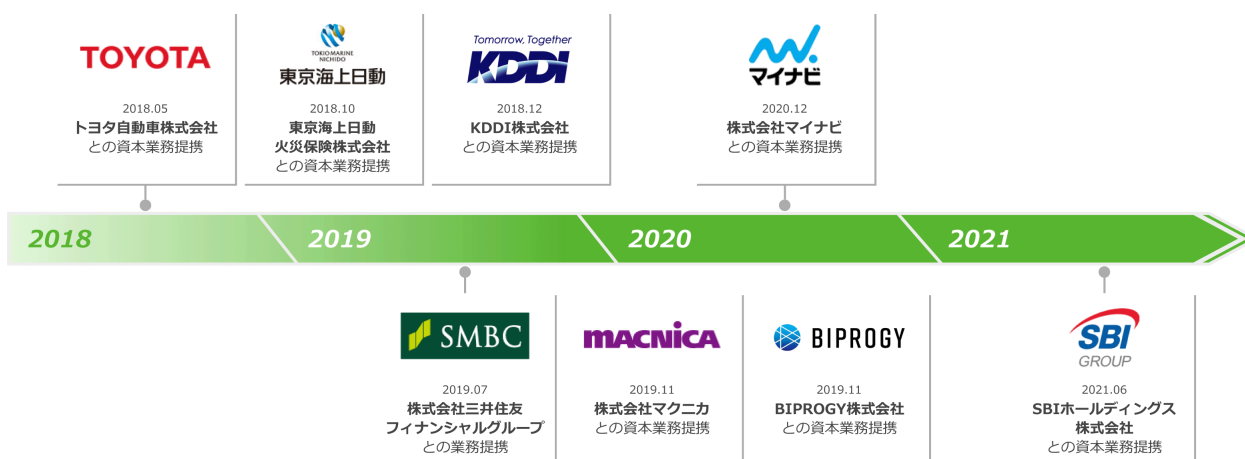 TOYOTA
2018.05
トヨタ自動車株式会社
との資本業務提携
TOKIO MARINE
NICHIDO
東京海上日動
2018.10
東京海上日動
火災保険株式会社
との資本業務提携
Tomorrow, Together
KDDI
2018.12
KDDI株式会社
との資本業務提携
マイナビ
2020.12
株式会社マイナビ
との資本業務提携
2018
2019
2020
2021
SMBC
2019.07
株式会社三井住友
フィナンシャルグループ
との業務提携
macnica
2019.11
株式会社マクニカ
との資本業務提携
BIPROGY
2019.11
BIPROGY株式会社
との資本業務提携
SBI
GROUP
2021.06
SBIホールディングス
株式会社
との資本業務提携